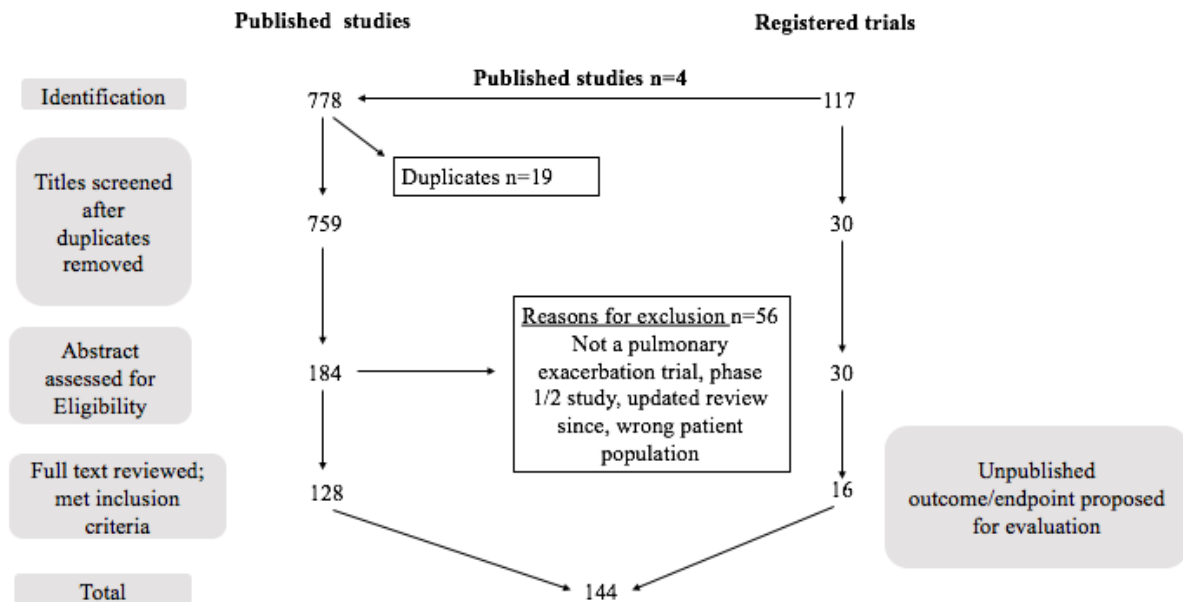 Published studies
Registered trials
Published studies n=4
Identification
778
117
Duplicates n=19
Titles screened
after
duplicates
removed
759
30
Reasons for exclusion n=56
Not a pulmonary
exacerbation trial, phase
1/2 study, updated review
since, wrong patient
population
Abstract
assessed for
Eligibility
184
30
Full text reviewed;
met inclusion
criteria
128
16
Unpublished
outcome/endpoint proposed
for evaluation
Total
144